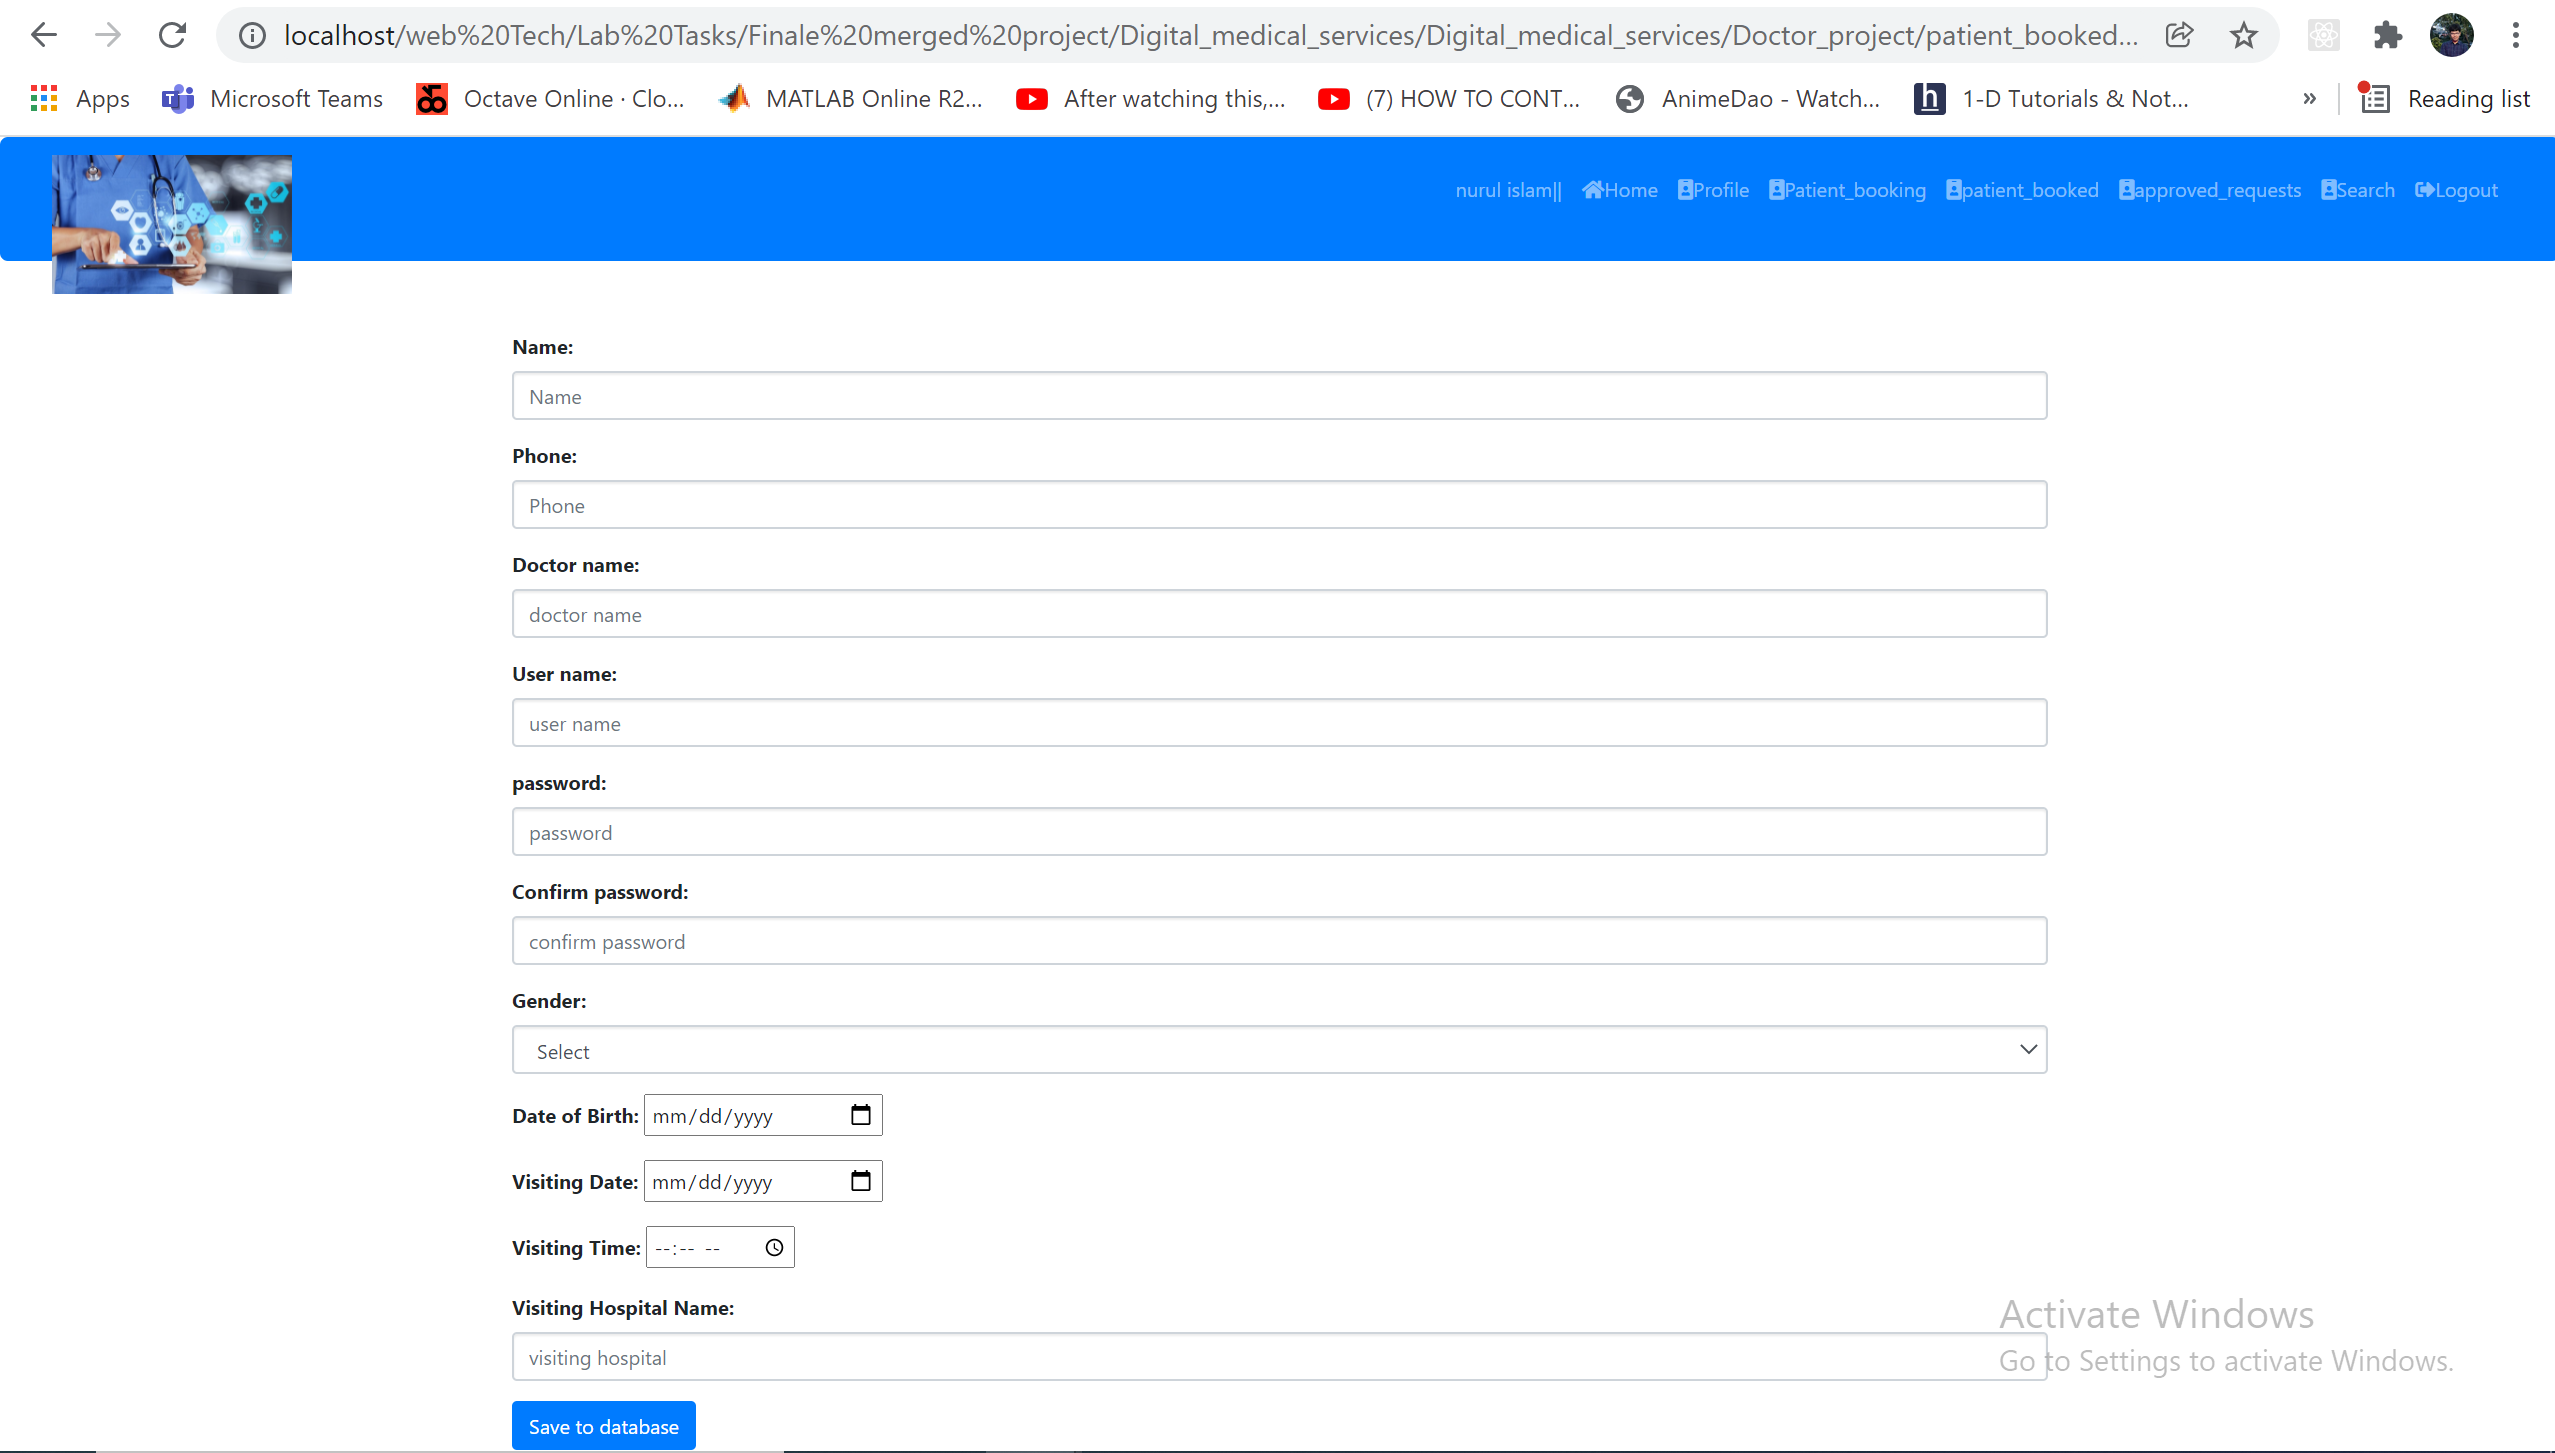 localhost/web%20Tech/Lab%20Tasks/Finale%20merged%20project/Digital_medical_services/Digital_medical_services/Doctor_project/patient_booked...
Apps Microsoft Teams Octave Online · Clo... MATLAB Online R2... After watching this,... (7) HOW TO CONT... AnimeDao - Watch... h 1-D Tutorials & Not... » Reading list
nurul islam|| Home Profile Patient_booking patient_booked approved_requests Search Logout
Name:
Name
Phone:
Phone
Doctor name:
doctor name
User name:
user name
password:
password
Confirm password:
confirm password
Gender:
Select
Date of Birth: mm/dd/yyyy
Visiting Date: mm/dd/yyyy
Visiting Time: --:-- --
Visiting Hospital Name:
visiting hospital
Save to database
Activate Windows
Go to Settings to activate Windows.